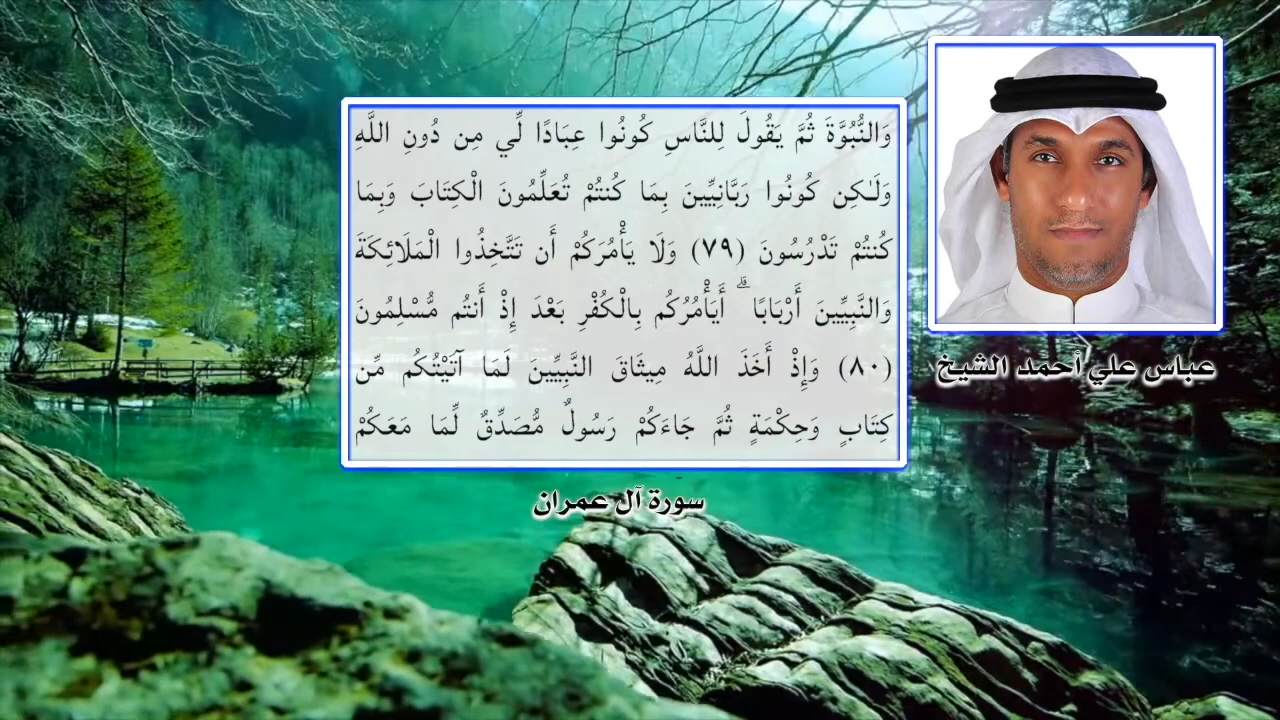 وَالنُّبُوَّةَ ثُمَّ يَقُولَ لِلنَّاسِ كُونُوا عِبَادًا لِّي مِن دُونِ اللَّهِ
وَلَـٰكِن كُونُوا رَبَّانِيِّينَ بِمَا كُنتُمْ تُعَلِّمُونَ الْكِتَابَ وَبِمَا
كُنتُمْ تَدْرُسُونَ (٧٩) وَلَا يَأْمُرَكُمْ أَن تَتَّخِذُوا الْمَلَائِكَةَ
وَالنَّبِيِّينَ أَرْبَابًا ۗ أَيَأْمُرُكُم بِالْكُفْرِ بَعْدَ إِذْ أَنتُم مُّسْلِمُونَ
(٨٠) وَإِذْ أَخَذَ اللَّهُ مِيثَاقَ النَّبِيِّينَ لَمَا آتَيْتُكُم مِّن
كِتَابٍ وَحِكْمَةٍ ثُمَّ جَاءَكُمْ رَسُولٌ مُّصَدِّقٌ لِّمَا مَعَكُمْ
عباس علي أحمد الشيخ
سورة آل عمران